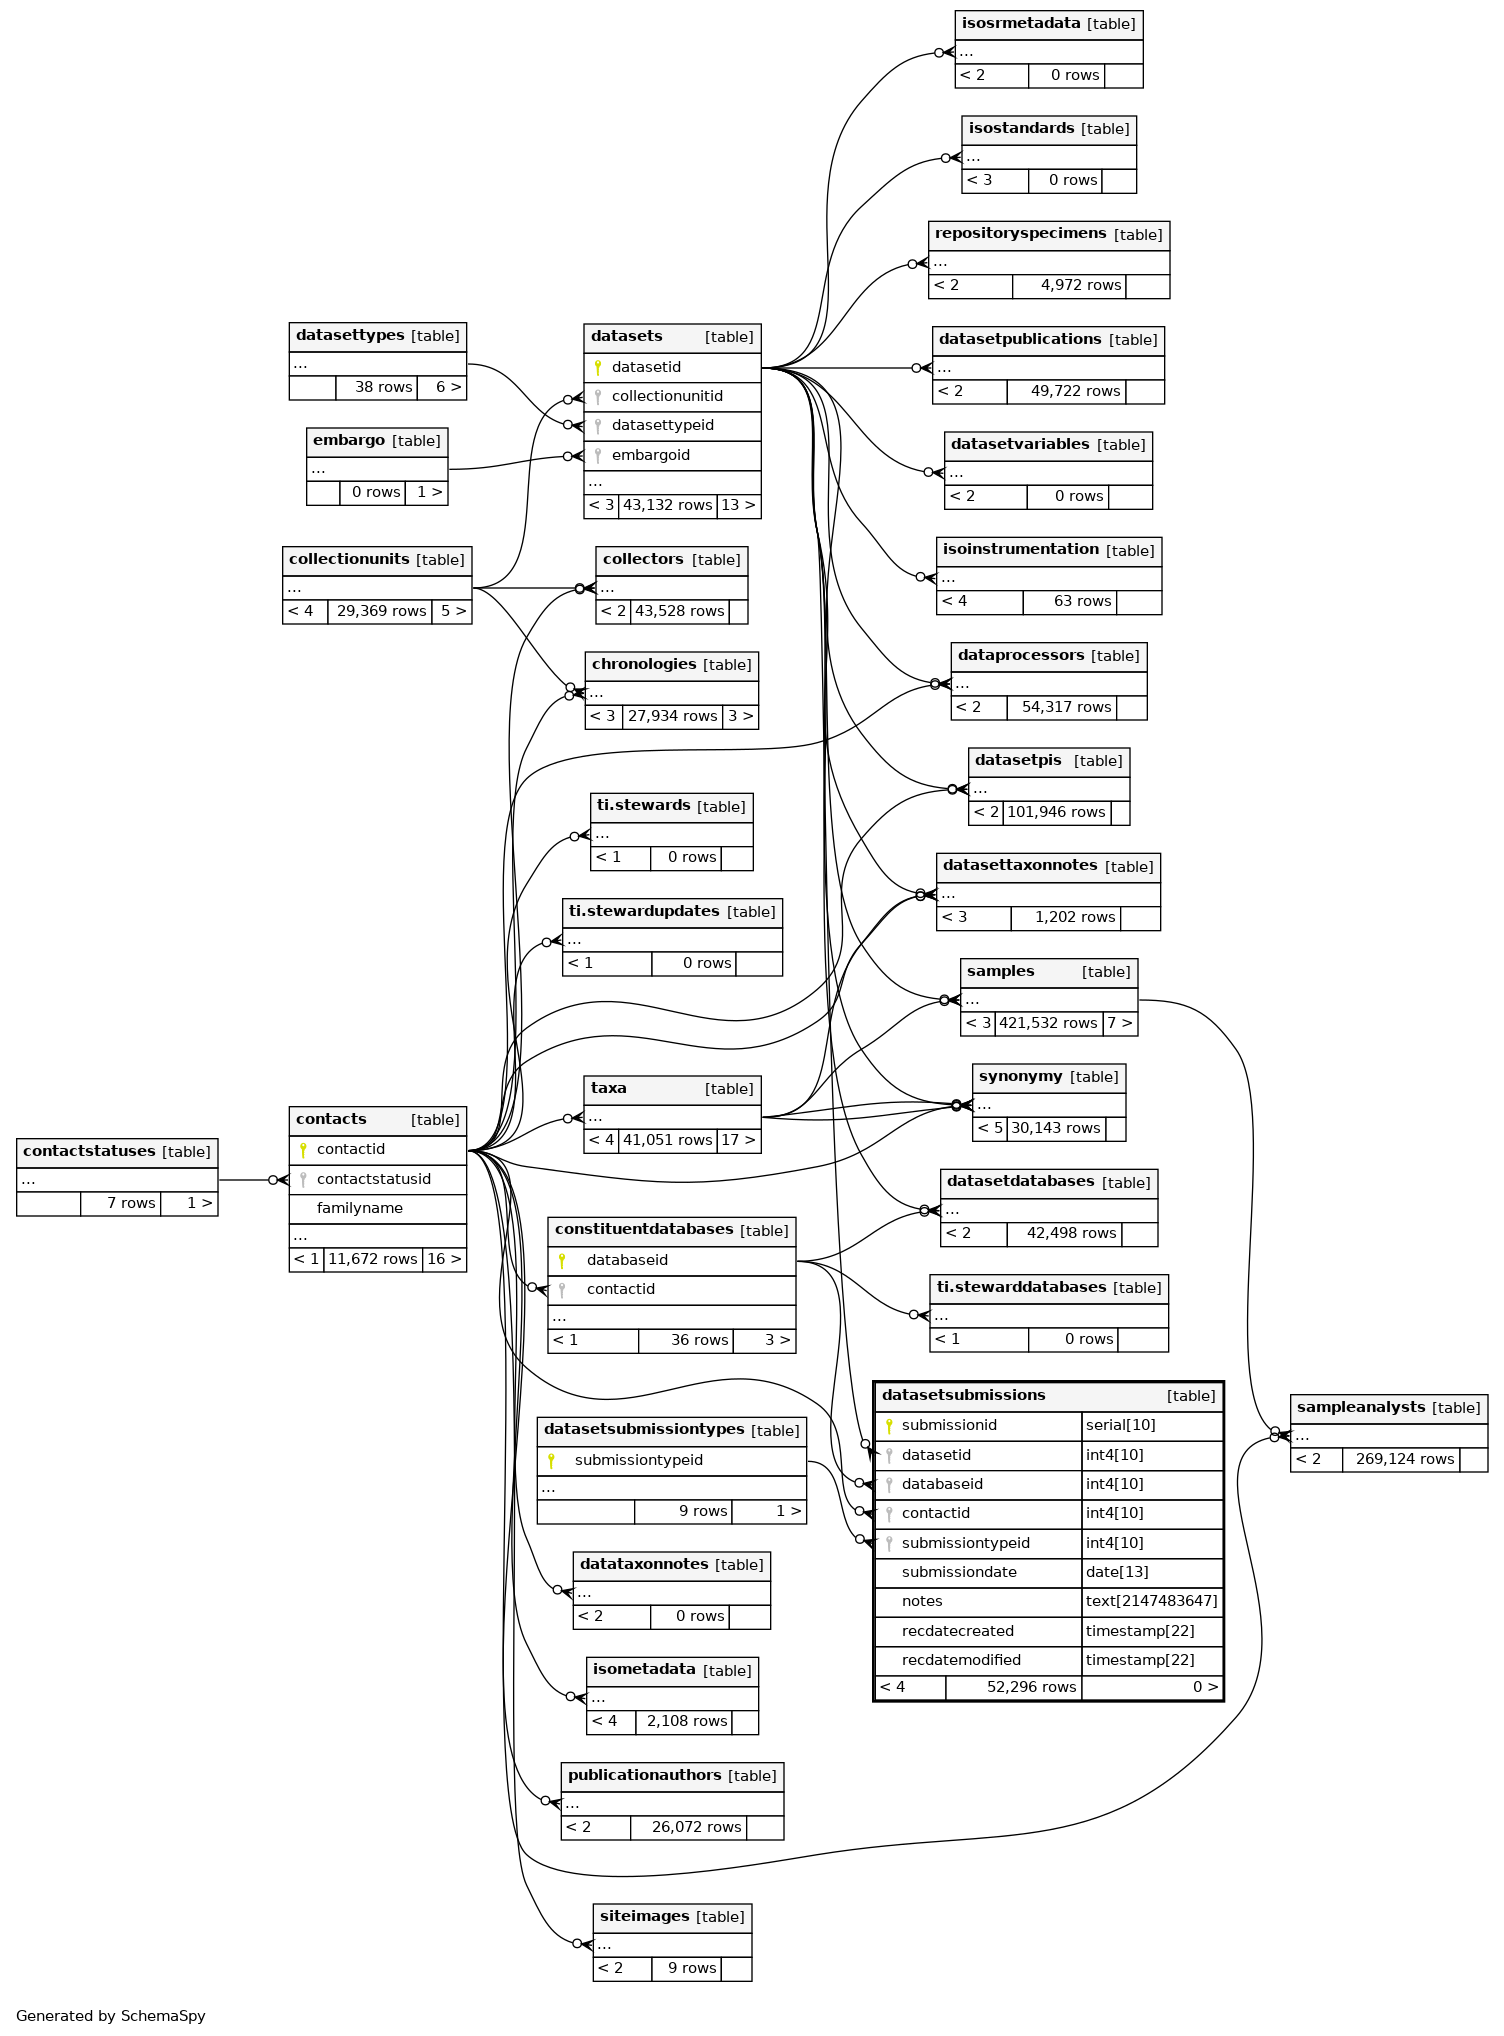 isosrmetadata [table]
...
< 2 0 rows
isostandards [table]
...
< 3 0 rows
repositoryspecimens [table]
...
< 2 4,972 rows
datasettypes [table]
...
38 rows 6 >
datasets [table]
datasetid
collectionunitid
datasettypeid
embargoid
...
< 3 43,132 rows 13 >
datasetpublications [table]
...
< 2 49,722 rows
embargo [table]
...
0 rows 1 >
datasetvariables [table]
...
< 2 0 rows
collectionunits [table]
...
< 4 29,369 rows 5 >
collectors [table]
...
< 2 43,528 rows
isoinstrumentation [table]
...
< 4 63 rows
chronologies [table]
...
< 3 27,934 rows 3 >
dataprocessors [table]
...
< 2 54,317 rows
datasetpis [table]
...
< 2 101,946 rows
ti.stewards [table]
...
< 1 0 rows
datasettaxonnotes [table]
...
< 3 1,202 rows
ti.stewardupdates [table]
...
< 1 0 rows
samples [table]
...
< 3 421,532 rows 7 >
taxa [table]
...
< 4 41,051 rows 17 >
synonymy [table]
...
< 5 30,143 rows
contactstatuses [table]
...
7 rows 1 >
contacts [table]
contactid
contactstatusid
familyname
...
< 1 11,672 rows 16 >
datasetdatabases [table]
...
< 2 42,498 rows
constituentdatabases [table]
databaseid
contactid
...
< 1 36 rows 3 >
ti.stewarddatabases [table]
...
< 1 0 rows
datasetsubmissions [table]
submissionid serial[10]
datasetid int4[10]
databaseid int4[10]
contactid int4[10]
submissiontypeid int4[10]
submissiondate date[13]
notes text[2147483647]
recdatecreated timestamp[22]
recdatemodified timestamp[22]
< 4 52,296 rows 0 >
sampleanalysts [table]
...
< 2 269,124 rows
datasetsubmissiontypes [table]
submissiontypeid
...
9 rows 1 >
datataxonnotes [table]
...
< 2 0 rows
isometadata [table]
...
< 4 2,108 rows
publicationauthors [table]
...
< 2 26,072 rows
siteimages [table]
...
< 2 9 rows
Generated by SchemaSpy